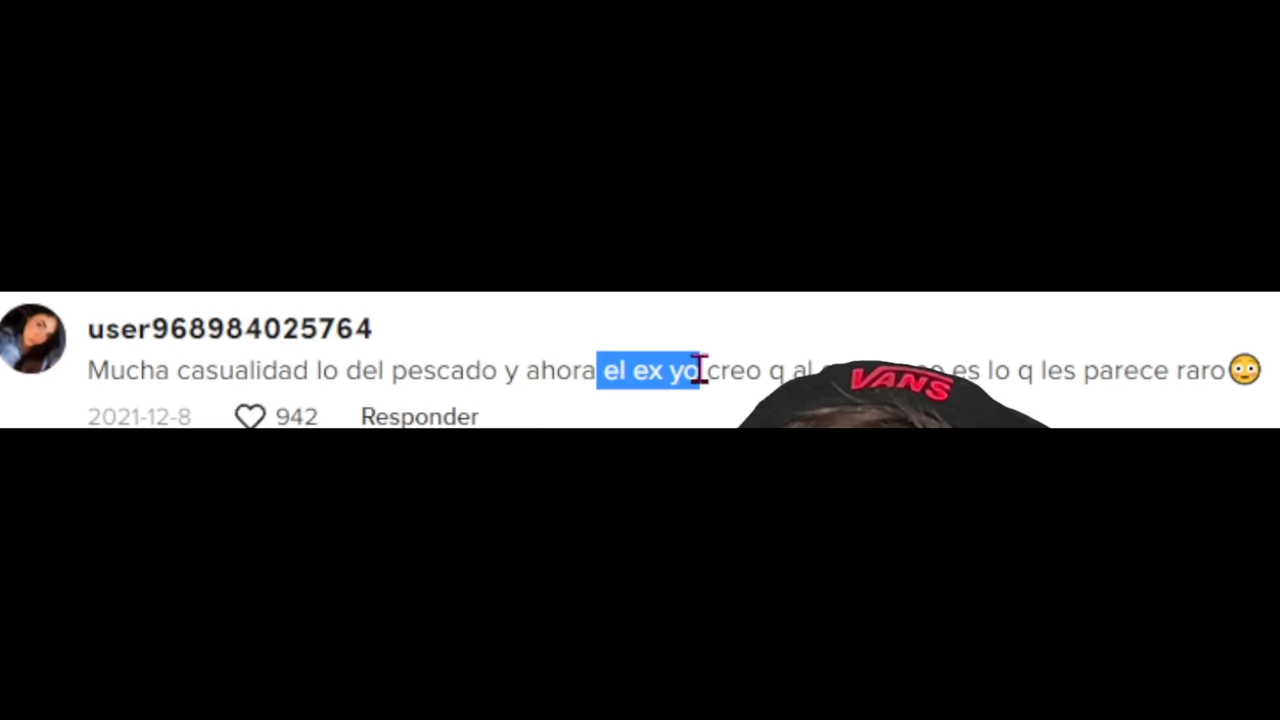 user968984025764
Mucha casualidad lo del pescado y ahora el ex yo creo q al es lo q les parece raro😳
2021-12-8 942 Responder
VANS